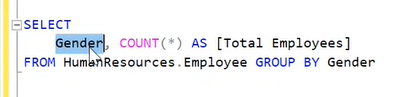 SELECT
Gender, COUNT(*) AS [Total Employees]
FROM HumanResources.Employee GROUP BY Gender